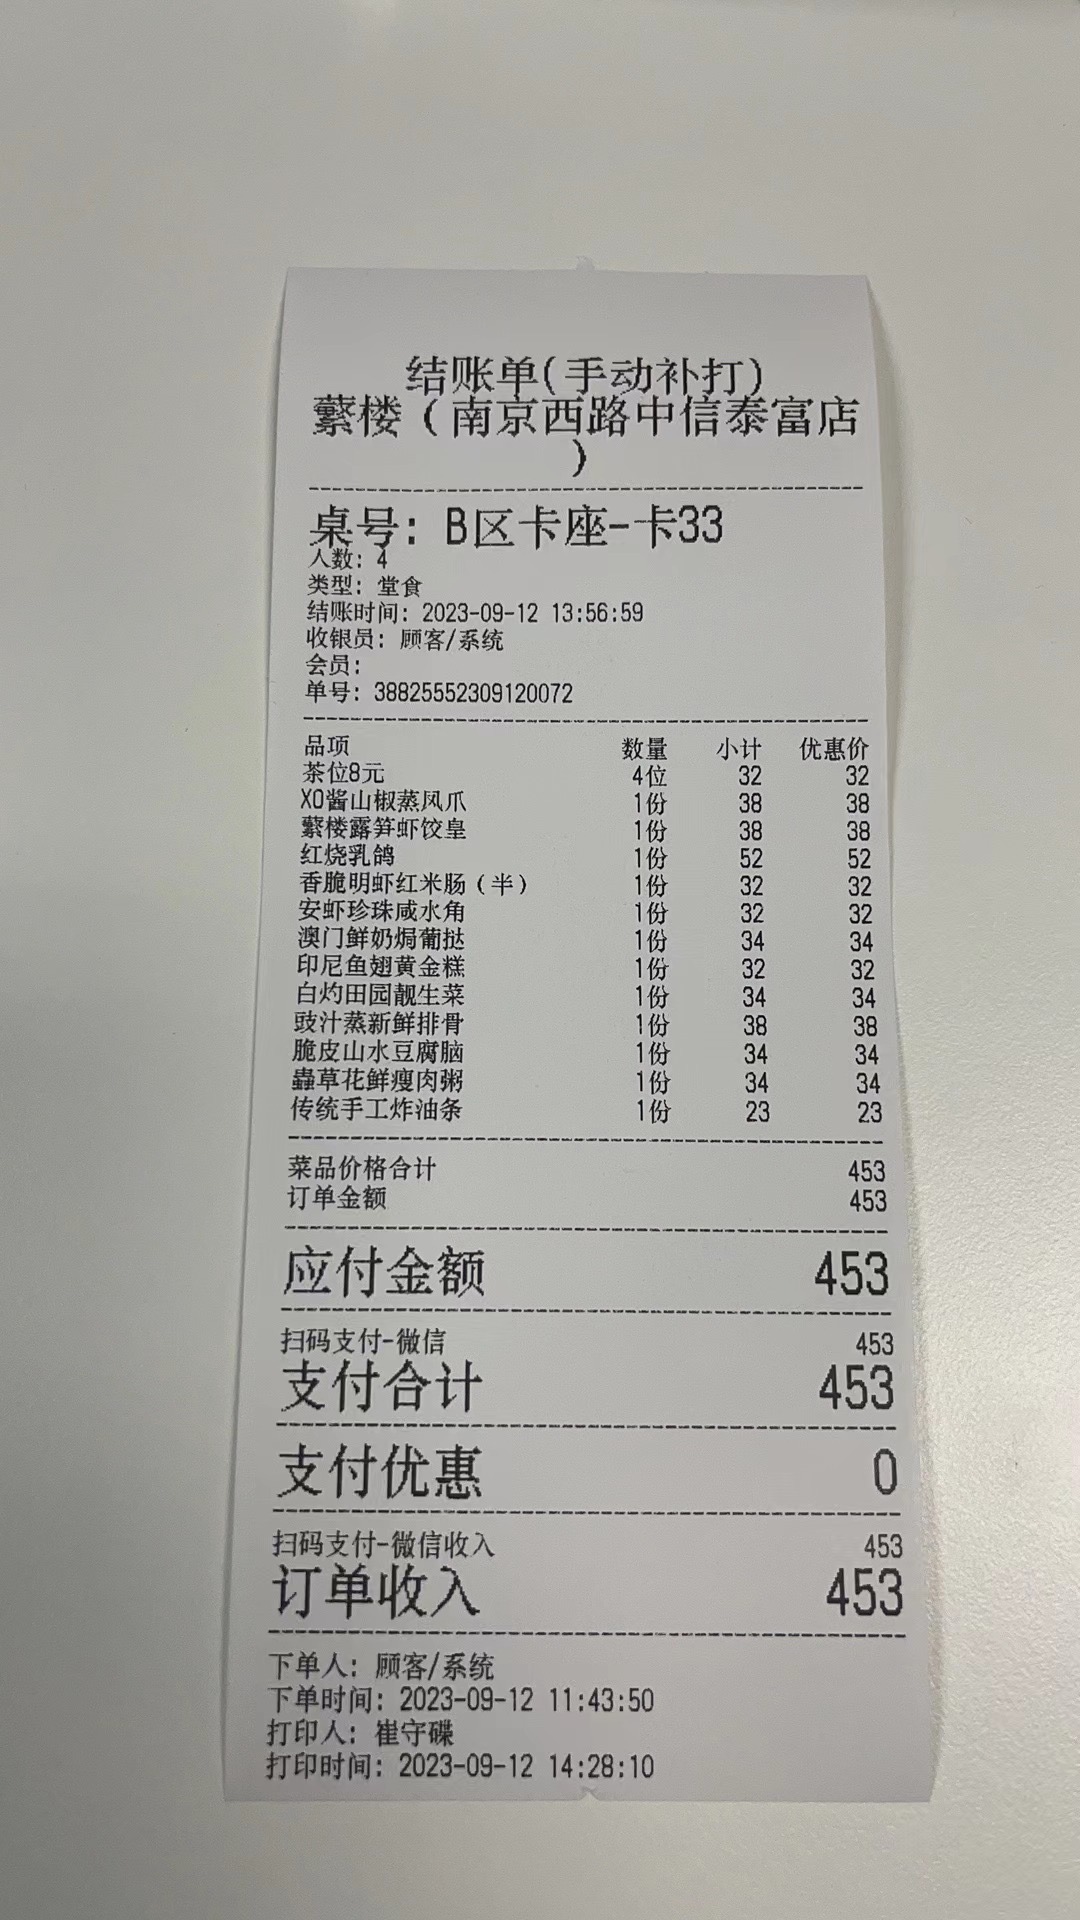 结账单(手动补打)
蘩楼（南京西路中信泰富店
）
桌号: B区卡座-卡33
人数: 4
类型: 堂食
结账时间: 2023-09-12 13:56:59
收银员: 顾客/系统
会员:
单号: 38825552309120072
品项 数量 小计 优惠价
茶位8元 4位 32 32
XO酱山椒蒸凤爪 1份 38 38
蘩楼露笋虾饺皇 1份 38 38
红烧乳鸽 1份 52 52
香脆明虾红米肠（半） 1份 32 32
安虾珍珠咸水角 1份 32 32
澳门鲜奶焗葡挞 1份 34 34
印尼鱼翅黄金糕 1份 32 32
白灼田园靓生菜 1份 34 34
豉汁蒸新鲜排骨 1份 38 38
脆皮山水豆腐脑 1份 34 34
蟲草花鲜瘦肉粥 1份 34 34
传统手工炸油条 1份 23 23
菜品价格合计 453
订单金额 453
应付金额 453
扫码支付-微信 453
支付合计 453
支付优惠 0
扫码支付-微信收入 453
订单收入 453
下单人: 顾客/系统
下单时间: 2023-09-12 11:43:50
打印人: 崔守碟
打印时间: 2023-09-12 14:28:10